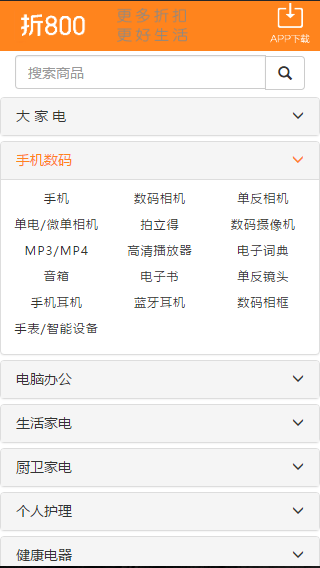 折800
更多折扣
更好生活
APP下载
搜索商品
大 家 电
手机数码
手机 数码相机 单反相机
单电/微单相机 拍立得 数码摄像机
MP3/MP4 高清播放器 电子词典
音箱 电子书 单反镜头
手机耳机 蓝牙耳机 数码相框
手表/智能设备
电脑办公
生活家电
厨卫家电
个人护理
健康电器